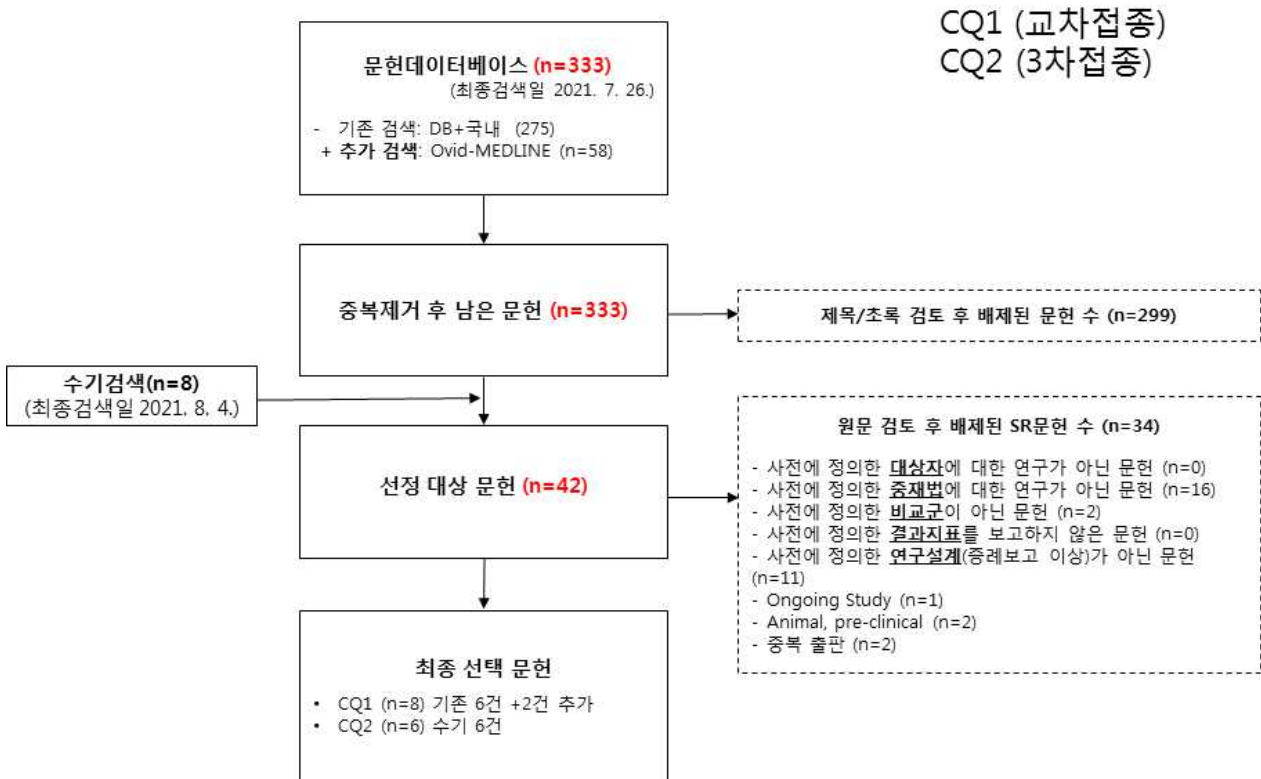 CQ1 (교차접종)
CQ2 (3차접종)
문헌데이터베이스 (n=333)
(최종검색일 2021. 7. 26.)
- 기존 검색: DB+국내 (275)
+ 추가 검색: Ovid-MEDLINE (n=58)
중복제거 후 남은 문헌 (n=333)
제목/초록 검토 후 배제된 문헌 수 (n=299)
수기검색(n=8)
(최종검색일 2021. 8. 4.)
선정 대상 문헌 (n=42)
원문 검토 후 배제된 SR문헌 수 (n=34)
- 사전에 정의한 대상자에 대한 연구가 아닌 문헌 (n=0)
- 사전에 정의한 중재법에 대한 연구가 아닌 문헌 (n=16)
- 사전에 정의한 비교군이 아닌 문헌 (n=2)
- 사전에 정의한 결과지표를 보고하지 않은 문헌 (n=0)
- 사전에 정의한 연구설계(증례보고 이상)가 아닌 문헌
(n=11)
- Ongoing Study (n=1)
- Animal, pre-clinical (n=2)
- 중복 출판 (n=2)
최종 선택 문헌
• CQ1 (n=8) 기존 6건 +2건 추가
• CQ2 (n=6) 수기 6건